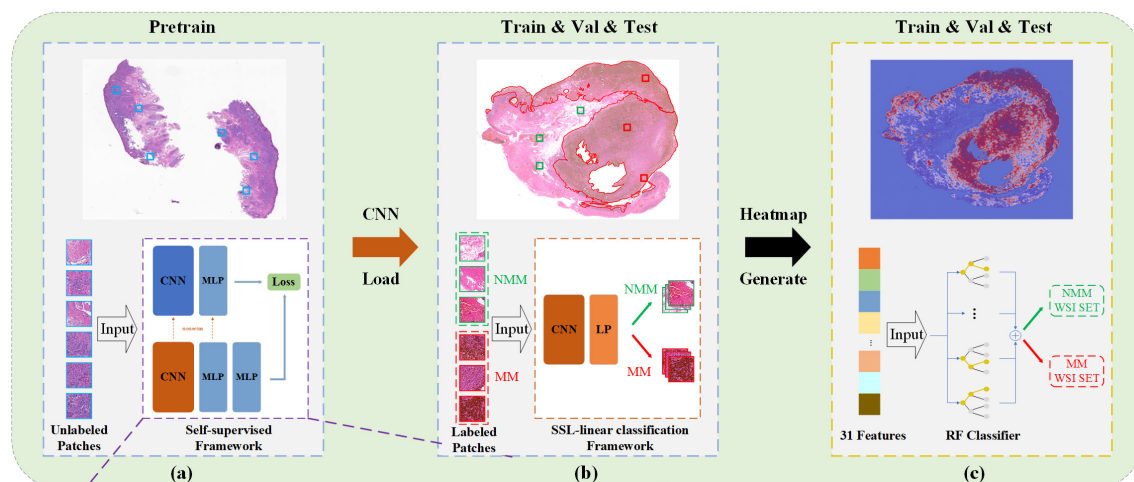 Pretrain
CNN
MLP
Loss
Input
CNN
MLP
MLP
Unlabeled
Patches
Self-supervised
Framework
(a)
CNN
Load
Train & Val & Test
NMM
MM
Input
CNN
LP
NMM
MM
Labeled
Patches
SSL-linear classification
Framework
(b)
Heatmap
Generate
Train & Val & Test
Input
...
...
NMM
WSI SET
MM
WSI SET
31 Features
RF Classifier
(c)